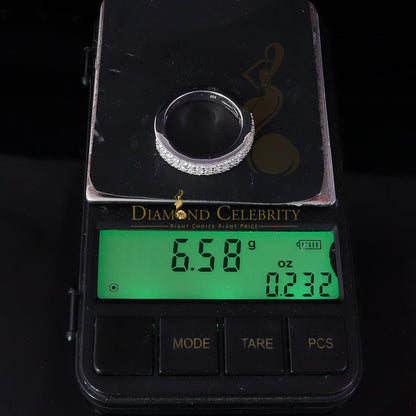 DIAMOND CELEBRITY
RIGHT CHOICE RIGHT PRICE
6.58 g
oz
0.232
MODE TARE PCS